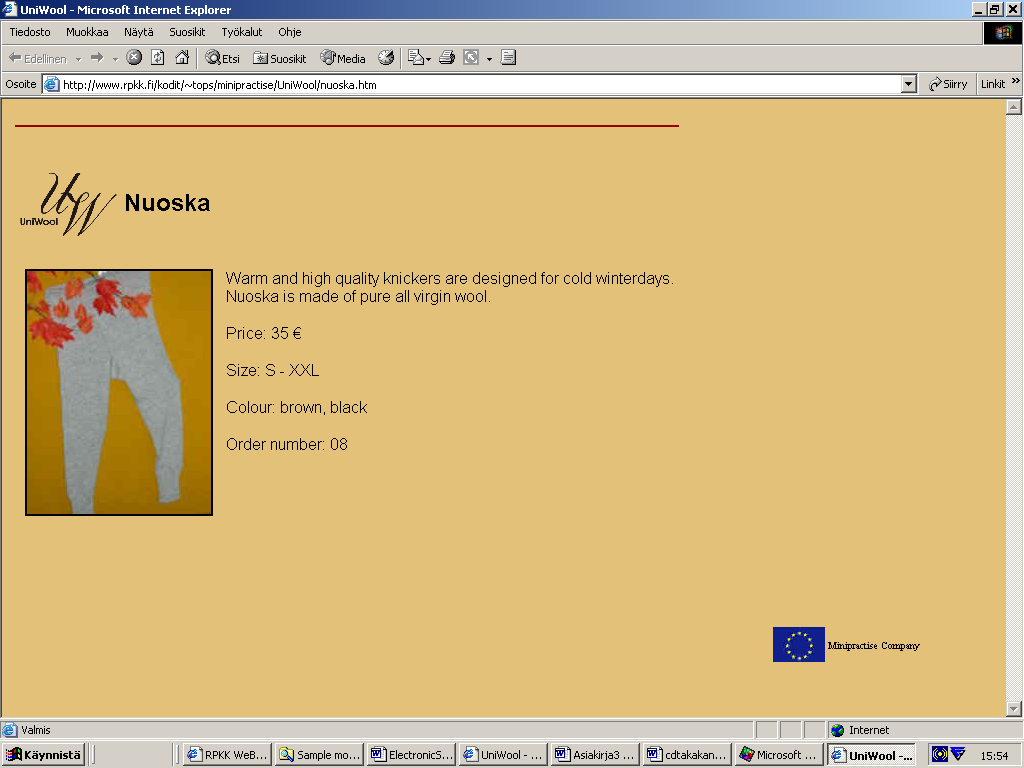 UniWool - Microsoft Internet Explorer
Tiedosto Muokkaa Näytä Suosikit Työkalut Ohje
Edellinen Etsi Suosikit Media
Osoite http://www.rpkk.fi/kodit/~tops/minipractise/UniWool/nuoska.htm Siirry Linkit »
UW
UniWool
Nuoska
Warm and high quality knickers are designed for cold winterdays.
Nuoska is made of pure all virgin wool.
Price: 35 €
Size: S - XXL
Colour: brown, black
Order number: 08
Minipractise Company
Valmis Internet
Käynnistä RPKK WeB... Sample mo... ElectronicS... UniWool - ... Asiakirja3 ... cdtakakan... Microsoft ... UniWool -... 15:54